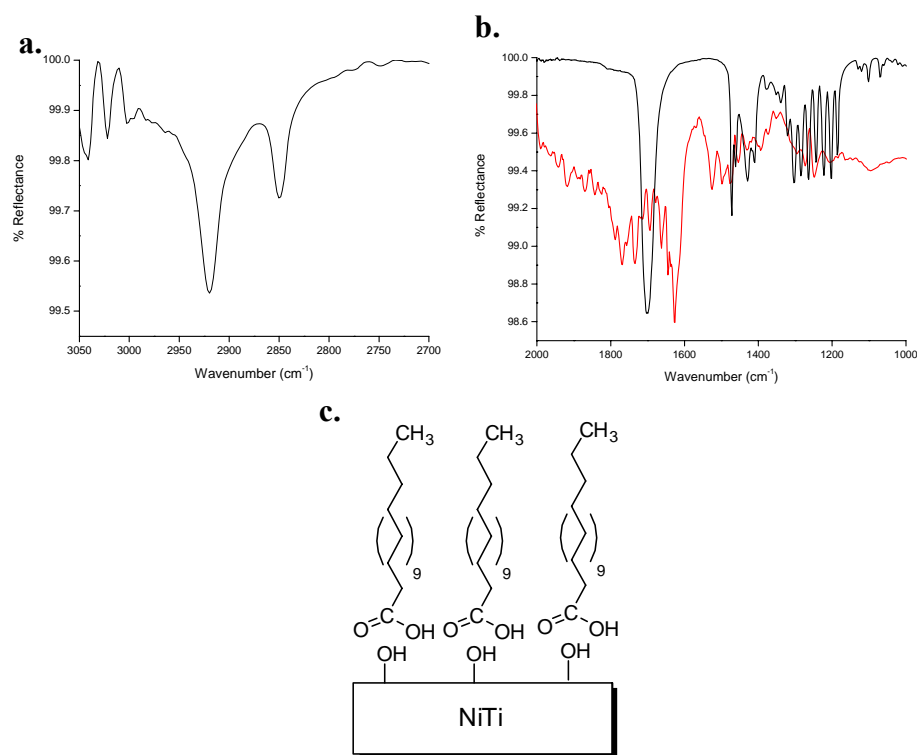 a.
100.0
99.9
99.8
99.7
99.6
99.5
% Reflectance
3050 3000 2950 2900 2850 2800 2750 2700
Wavenumber (cm⁻¹)
b.
100.0
99.8
99.6
99.4
99.2
99.0
98.8
98.6
% Reflectance
2000 1800 1600 1400 1200 1000
Wavenumber (cm⁻¹)
c.
CH₃ CH₃ CH₃
9 9 9
O C OH O C OH O C OH
OH OH OH
NiTi